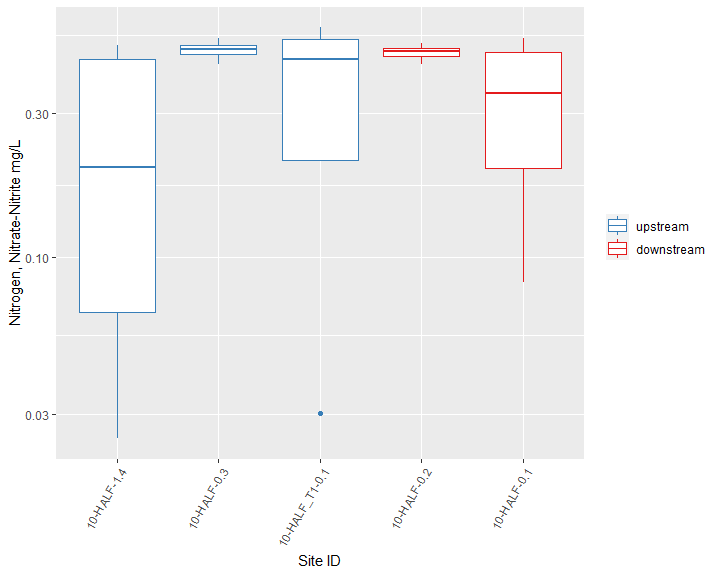 Nitrogen, Nitrate-Nitrite mg/L
0.30
0.10
0.03
10-HALF-1.4
10-HALF-0.3
10-HALF_T1-0.1
10-HALF-0.2
10-HALF-0.1
Site ID
upstream
downstream